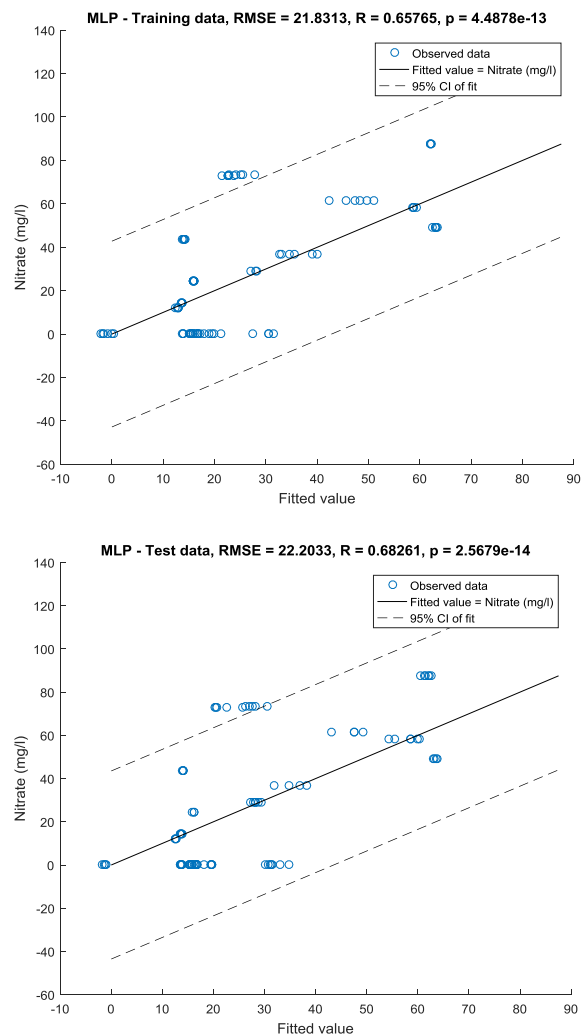 MLP - Training data, RMSE = 21.8313, R = 0.65765, p = 4.4878e-13
140
120
100
80
60
40
20
0
-20
-40
-60
Nitrate (mg/l)
Observed data
Fitted value = Nitrate (mg/l)
95% CI of fit
-10 0 10 20 30 40 50 60 70 80 90
Fitted value
MLP - Test data, RMSE = 22.2033, R = 0.68261, p = 2.5679e-14
140
120
100
80
60
40
20
0
-20
-40
-60
Nitrate (mg/l)
Observed data
Fitted value = Nitrate (mg/l)
95% CI of fit
-10 0 10 20 30 40 50 60 70 80 90
Fitted value